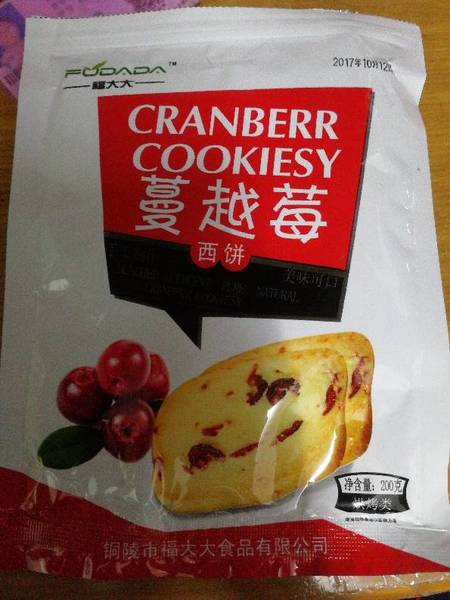 FUDADA™
福大大
2017年10月12
CRANBERR
COOKIESY
蔓越莓
西饼
美味可口
NATURAL
净含量：200克
烘烤类
铜陵市福大大食品有限公司